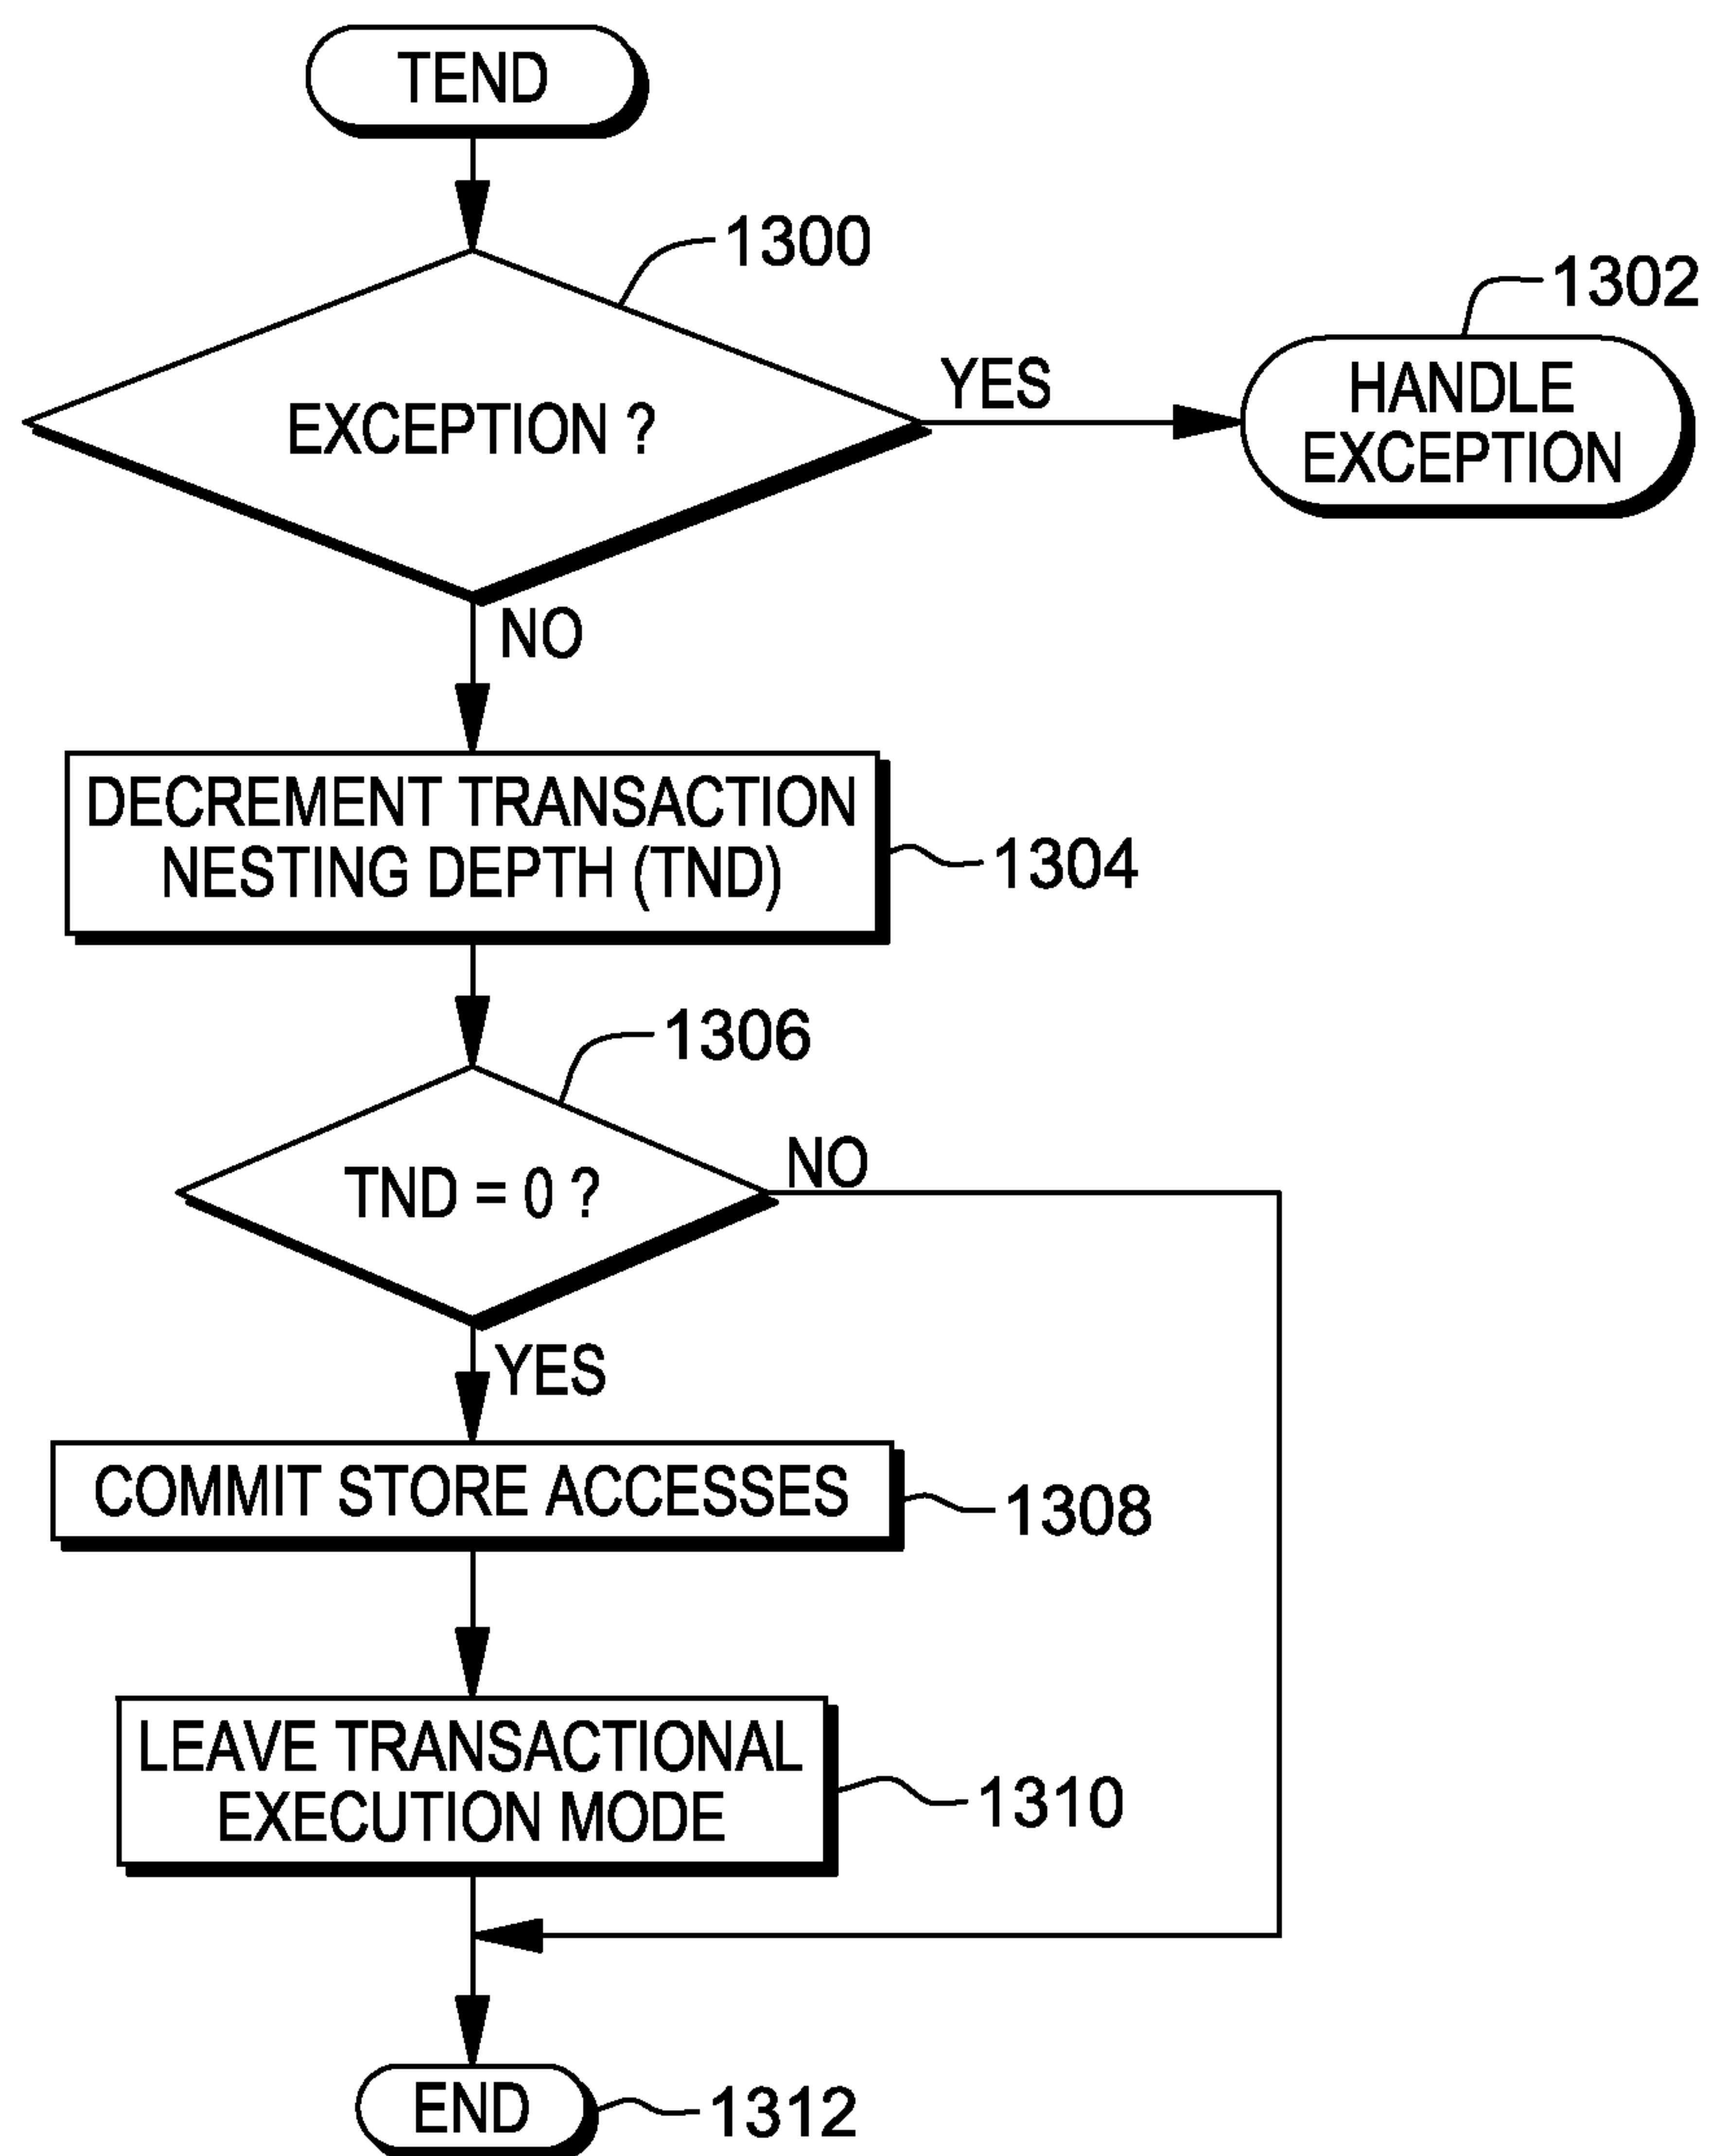 TEND
1300
EXCEPTION ?
YES
1302
HANDLE
EXCEPTION
NO
DECREMENT TRANSACTION
NESTING DEPTH (TND)
1304
1306
TND = 0 ?
NO
YES
COMMIT STORE ACCESSES
1308
LEAVE TRANSACTIONAL
EXECUTION MODE
1310
END
1312